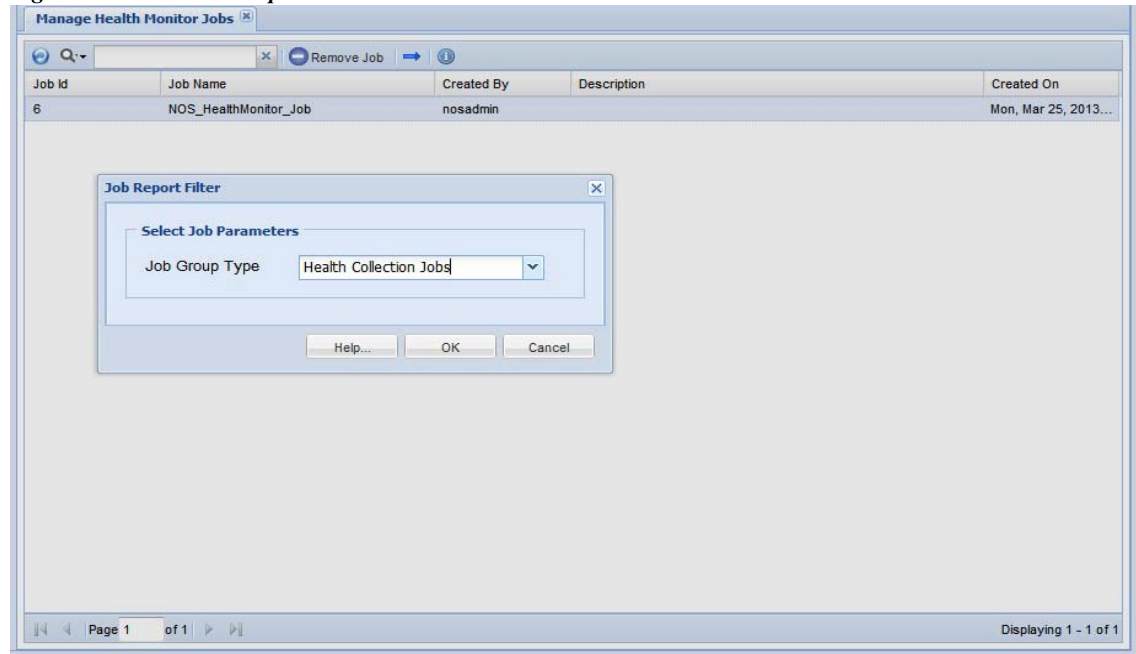 Manage Health Monitor Jobs
Remove Job
Job Id Job Name Created By Description Created On
6 NOS_HealthMonitor_Job nosadmin Mon, Mar 25, 2013...
Job Report Filter
Select Job Parameters
Job Group Type Health Collection Jobs
Help... OK Cancel
Page 1 of 1 Displaying 1 - 1 of 1